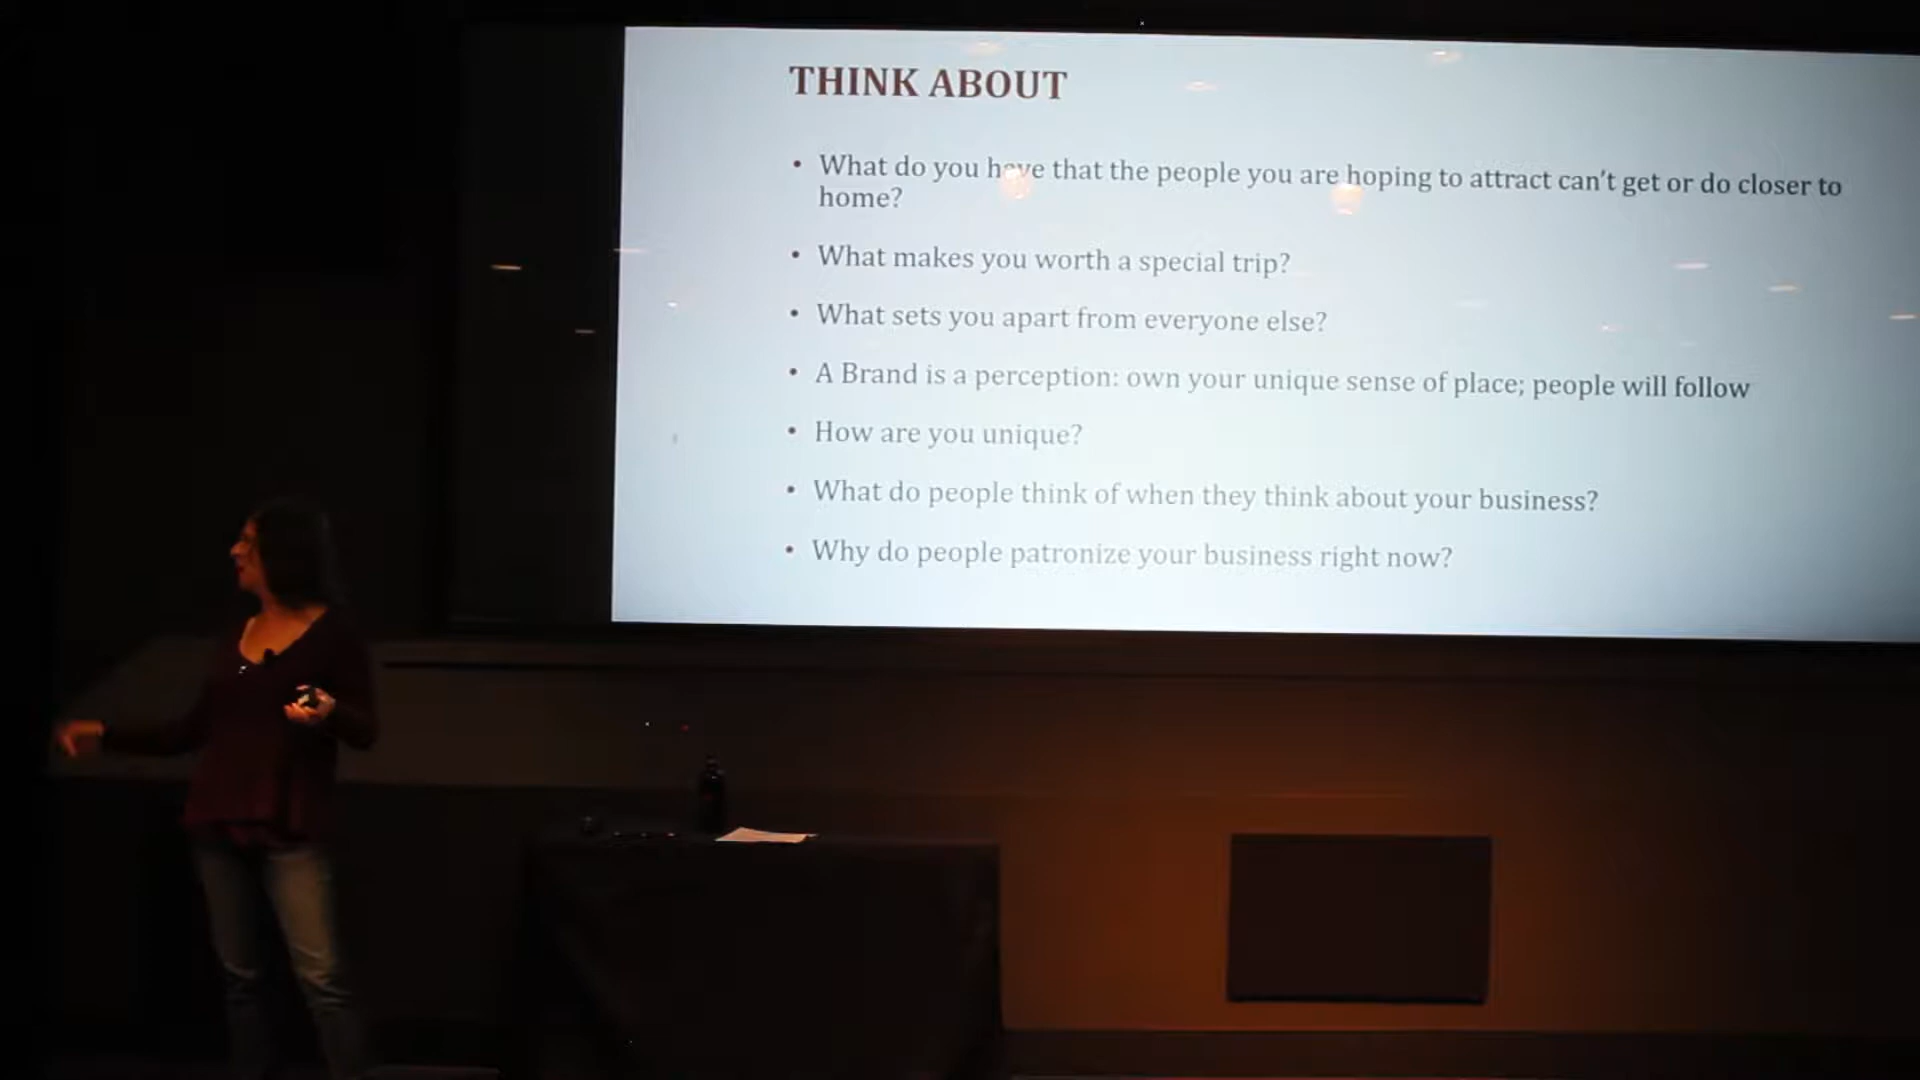 THINK ABOUT
• What do you have that the people you are hoping to attract can't get or do closer to
home?
• What makes you worth a special trip?
• What sets you apart from everyone else?
• A Brand is a perception: own your unique sense of place; people will follow
• How are you unique?
• What do people think of when they think about your business?
• Why do people patronize your business right now?